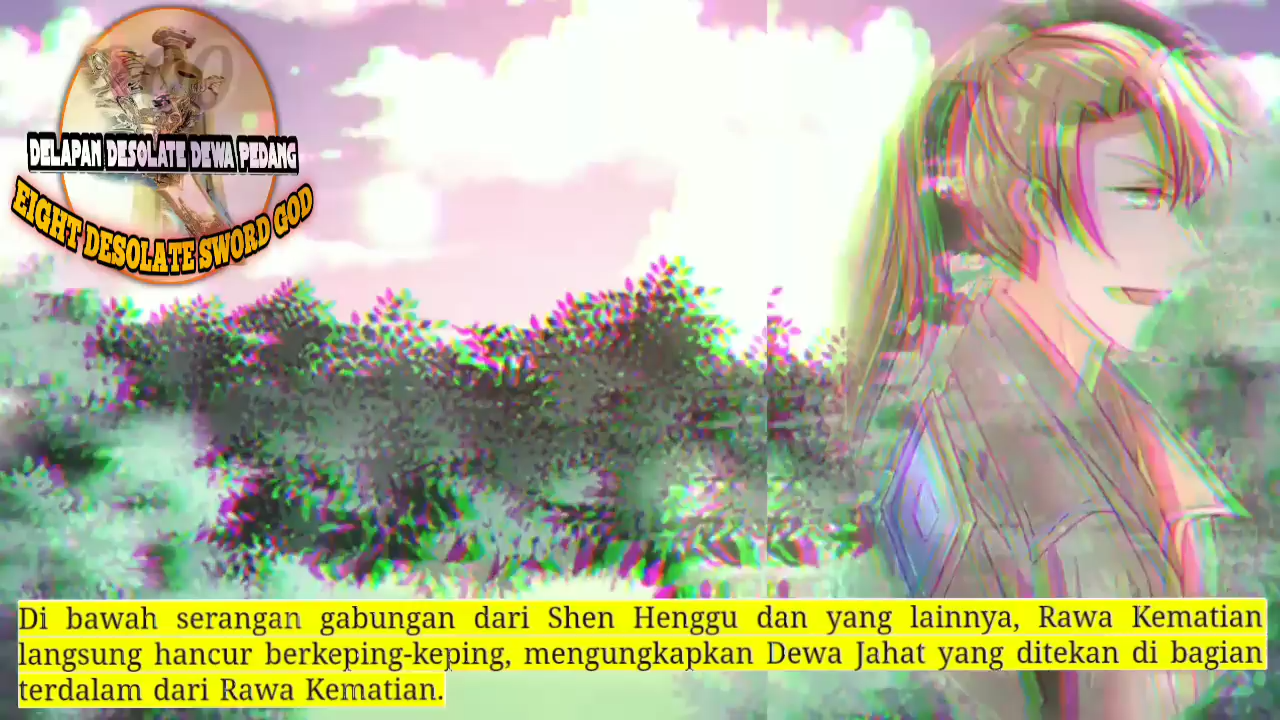 DELAPAN DESOLATE DEWA PEDANG
EIGHT DESOLATE SWORD GOD
Di bawah serangan gabungan dari Shen Henggu dan yang lainnya, Rawa Kematian
langsung hancur berkeping-keping, mengungkapkan Dewa Jahat yang ditekan di bagian
terdalam dari Rawa Kematian.